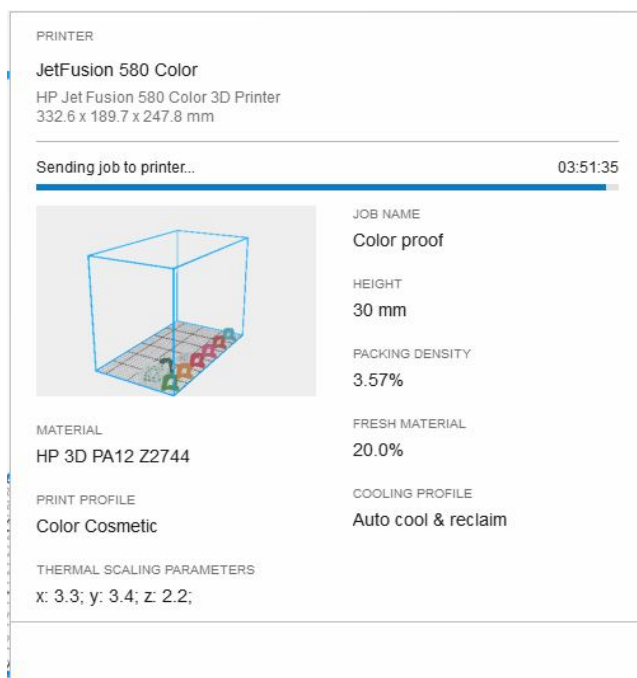 PRINTER
JetFusion 580 Color
HP Jet Fusion 580 Color 3D Printer
332.6 x 189.7 x 247.8 mm
Sending job to printer...
03:51:35
JOB NAME
Color proof
HEIGHT
30 mm
PACKING DENSITY
3.57%
MATERIAL
HP 3D PA12 Z2744
FRESH MATERIAL
20.0%
PRINT PROFILE
Color Cosmetic
COOLING PROFILE
Auto cool & reclaim
THERMAL SCALING PARAMETERS
x: 3.3; y: 3.4; z: 2.2;